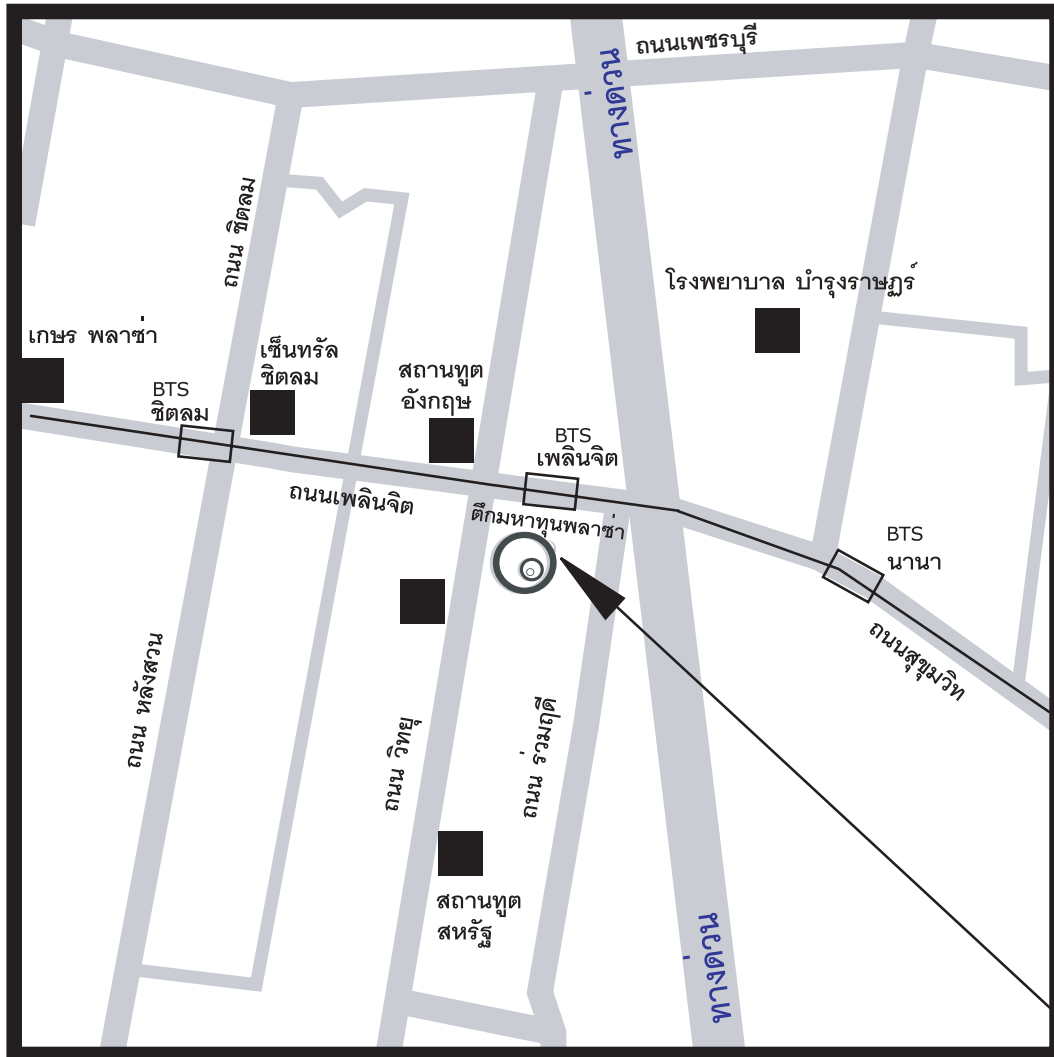 ถนนเพชรบุรี
ทางด่วน
ถนน ชิตลม
โรงพยาบาล บำรุงราษฎร์
เกษร พลาซ่า
เซ็นทรัล
ชิตลม
สถานทูต
อังกฤษ
BTS
ชิตลม
BTS
เพลินจิต
ถนนเพลินจิต
ตึกมหาทุนพลาซ่า
BTS
นานา
ถนนสุขุมวิท
ถนน หลังสวน
ถนน วิทยุ
ถนน ร่วมฤดี
สถานทูต
สหรัฐ
ทางด่วน